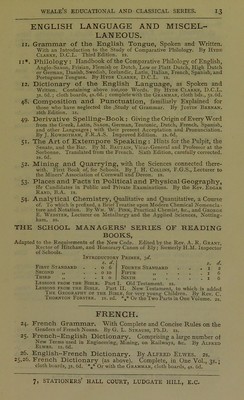 WEALE'S EDUCATIONAL AND CLASSICAL SERIES. 13
ENGLISH LANGUAGE AND MISCEL-
LANEOUS.
11. Grammar of the English Tongue, Spoken and Written.
With an Introduction to the Study of Comparative Philology. By HYDE
CLARKE, D.C.L. Third Edition. 1s.
11*. Philology: Handbook of the Comparative Philology of English,
Anglo-Saxon, Frisian, Flemish or Dutch, Low or Platt Dutch, High Dutch
or German, Danish, Swedish, Icelandic, Latin, Italian, French, Spanish, and
Portuguese Tongues. By HYDE CLARKE, D.C.L. 1s.
12. Dictionary of the English Language, as Spoken and
Written. Containing above 100,000 Words. By HYDE CLARKE, D.C.L.
3s. 6d.; cloth boards, 4s. 6d.; complete with the GRAMMAR, cloth bds., 5s. 6d.
48. Composition and Punctuation, familiarly Explained for
those who have neglected the Study of Grammar. By JUSTIN BRENAN.
16th Edition. 1s.
49. Derivative Spelling-Book: Giving the Origin of Every Word
from the Greek, Latin, Saxon, German, Teutonic, Dutch, French, Spanish,
and other Languages; with their present Acceptation and Pronunciation.
By J. ROWBOTHAM, F.R.A.S. Improved Edition. 1s. 6d.
51. The Art of Extempore Speaking: Hints for the Pulpit, the
Senate, and the Bar. By M. BAUTAIN, Vicar-General and Professor at the
Sorbonne. Translated from the French. Sixth Edition, carefully corrected.
2s. 6d.
52. Mining and Quarrying, with the Sciences connected there-
with. First Book of, for Schools. By J. H. COLLINS, F.G.S., Lecturer to
the Miners' Association of Cornwall and Devon. 1s.
53. Places and Facts in Political and Physical Geography,
for Candidates in Public and Private Examinations. By the Rev. EDGAR
RAND, B.A. 1s.
54. Analytical Chemistry, Qualitative and Quantitative, a Course
of. To which is prefixed, a Brief Treatise upon Modern Chemical Nomencla-
ture and Notation. By WM. W. PINK, Practical Chemist, &c., and GEORGE
E. WEBSTER, Lecturer on Metallurgy and the Applied Sciences, Notting-
ham. 2s.
THE SCHOOL MANAGERS' SERIES OF READING
BOOKS,
Adapted to the Requirements of the New Code. Edited by the Rev. A. R. GRANT,
Rector of Hitcham, and Honorary Canon of Ely; formerly H.M. Inspector
of Schools.
INTRODUCTORY PRIMER, 3d.
s. d. s. d.
FIRST STANDARD . . 0 6 FOURTH STANDARD . . 1 2
SECOND " . . 0 10 FIFTH " . . 1 6
THIRD " . . 1 0 SIXTH " . . 1 6
LESSONS FROM THE BIBLE. Part I. Old Testament. 1s.
LESSONS FROM THE BIBLE. Part II. New Testament, to which is added
THE GEOGRAPHY OF THE BIBLE, for very young Children. By Rev. C.
THORNTON FORSTER. 1s. 2d. *** Or the Two Parts in One Volume. 2s.
FRENCH.
24. French Grammar. With Complete and Concise Rules on the
Genders of French Nouns. By G. L. STRAUSS, Ph.D. 1s.
25. French-English Dictionary. Comprising a large number of
New Terms used in Engineering, Mining, on Railways, &c. By ALFRED
ELWES. 1s. 6d.
26. English-French Dictionary. By ALFRED ELWES. 2s.
25,26. French Dictionary (as above). Complete, in One Vol., 3s.;
cloth boards, 3s. 6d. *** Or with the GRAMMAR, cloth boards, 4s. 6d.
7, STATIONERS' HALL COURT, LUDGATE HILL, E.C.